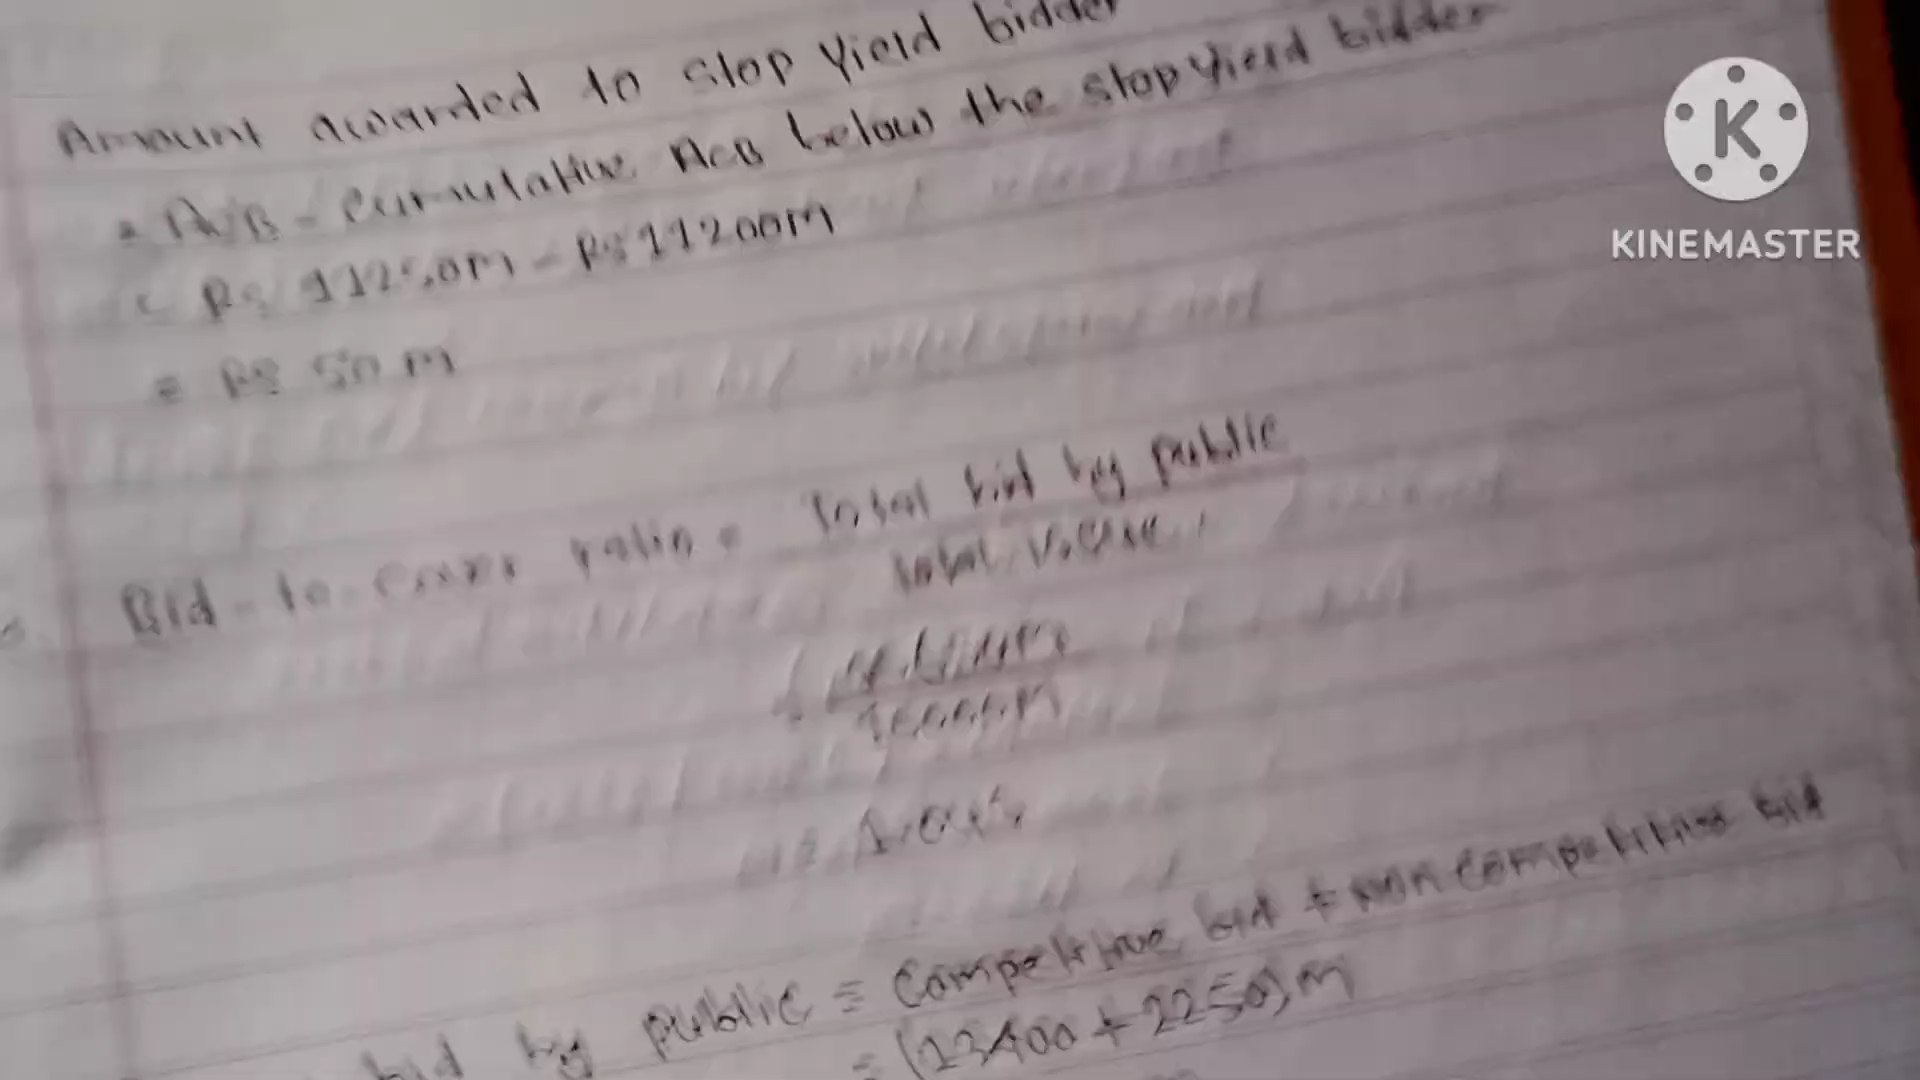 Amount awarded to stop yield bidder
= - Cumulative ACB below the stop yield bidder
= Rs 11250M - Rs 11200M
= Rs 50 M
Bid-to-cover ratio = Total bid by public
Total
KINEMASTER
bid by public = Competitive bid + non competitive bid
= (13400 + 2250) m